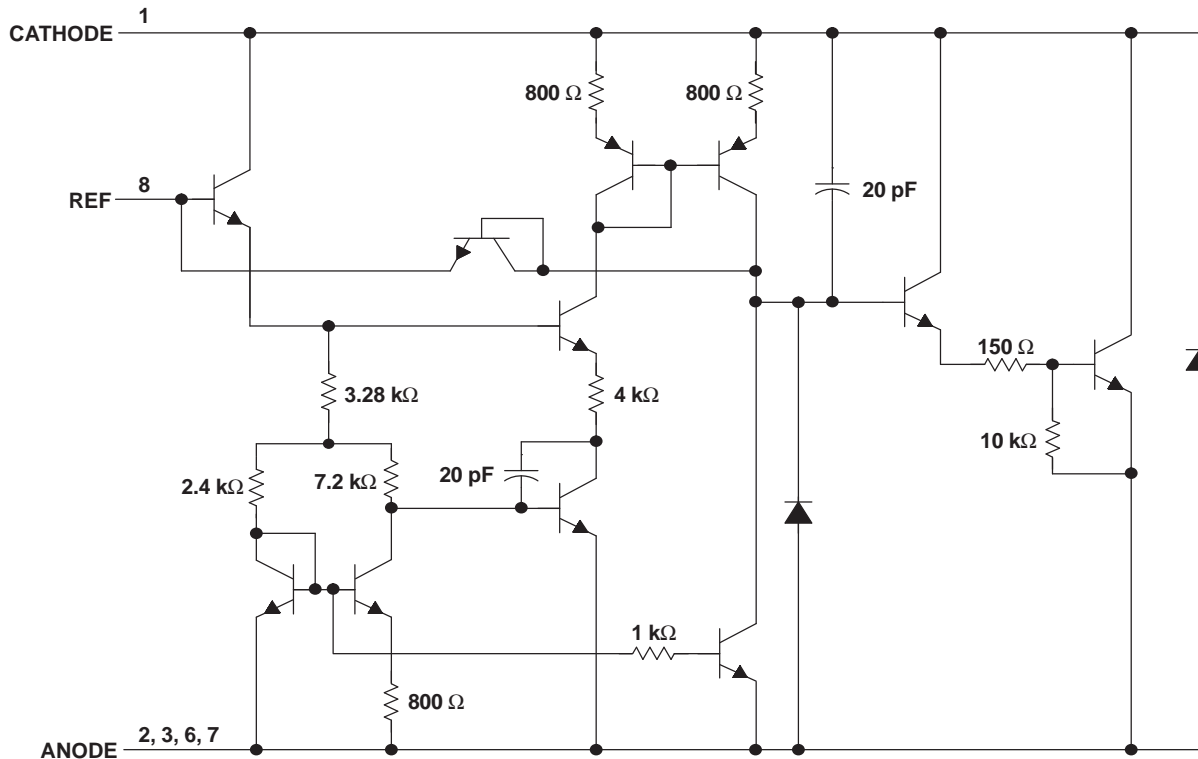 1
CATHODE
800 Ω
800 Ω
8
REF
20 pF
150 Ω
3.28 kΩ
4 kΩ
10 kΩ
2.4 kΩ
7.2 kΩ
20 pF
1 kΩ
800 Ω
2, 3, 6, 7
ANODE